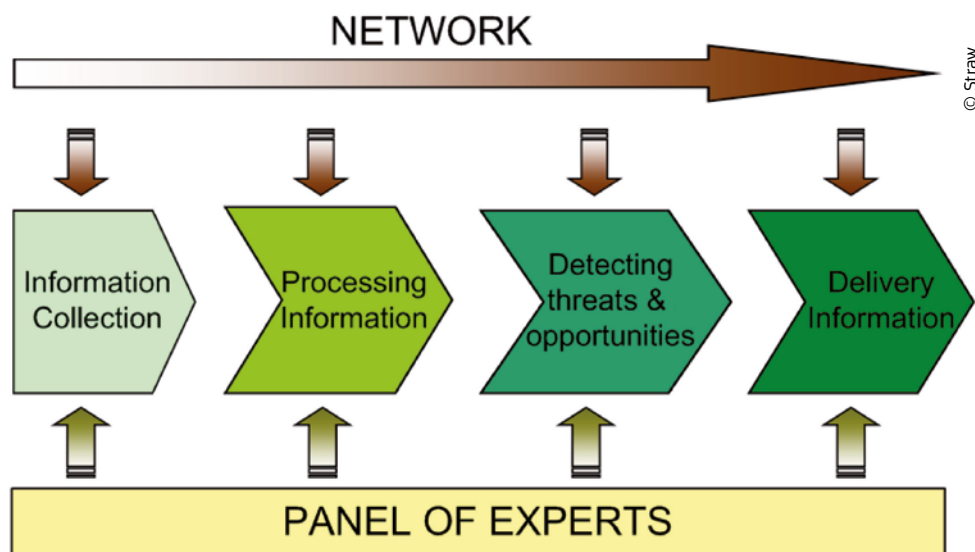 NETWORK
© Straw
Information
Collection
Processing
Information
Detecting
threats &
opportunities
Delivery
Information
PANEL OF EXPERTS